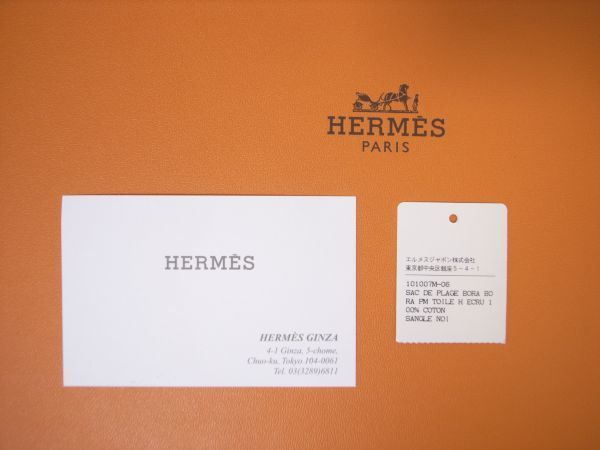 HERMÈS
PARIS
HERMÈS
HERMÈS GINZA
4-1 Ginza, 5-chome,
Chuo-ku, Tokyo 104-0061
Tel. 03(3289)6811
エルメスジャポン株式会社
東京都中央区銀座5-4-1
101007M-06
SAC DE PLAGE BORA BO
RA PM TOILE H ECRU 1
00% COTON
SANGLE NOI